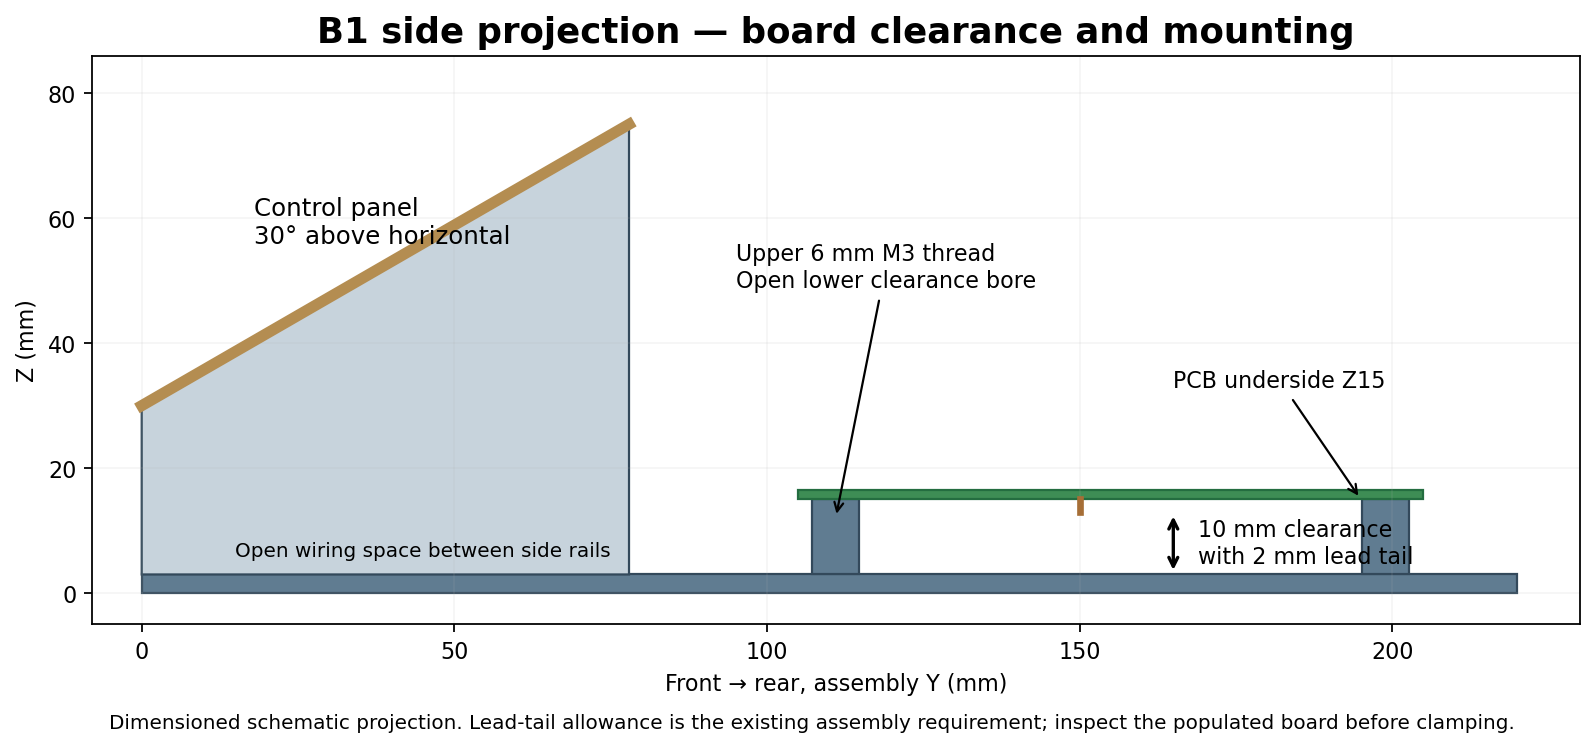 B1 side projection — board clearance and mounting
80
60
40
20
0
Z (mm)
Control panel
30° above horizontal
Upper 6 mm M3 thread
Open lower clearance bore
PCB underside Z15
10 mm clearance
with 2 mm lead tail
Open wiring space between side rails
0
50
100
150
200
Front → rear, assembly Y (mm)
Dimensioned schematic projection. Lead-tail allowance is the existing assembly requirement; inspect the populated board before clamping.